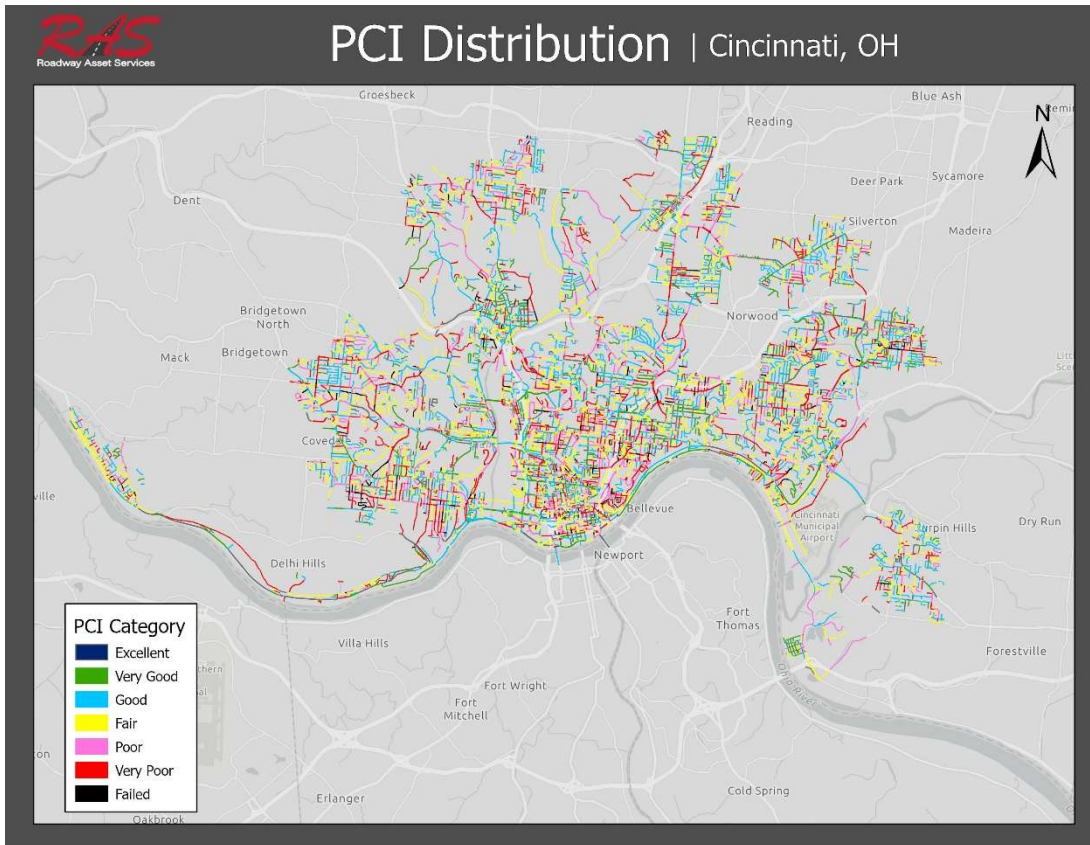 RAS
Roadway Asset Services
PCI Distribution | Cincinnati, OH
Groesbeck
Blue Ash
Reading
N
Dent
Deer Park
Sycamore
Silverton
Madeira
Bridgetown
North
Norwood
Mack
Bridgetown
Bellevue
Cincinnati
Municipal
Airport
Dry Run
Newport
Delhi Hills
Fort
Thomas
Villa Hills
Forestville
Fort Wright
Fort
Mitchell
Ohio River
Erlanger
Cold Spring
Oakbrook
PCI Category
Excellent
Very Good
Good
Fair
Poor
Very Poor
Failed